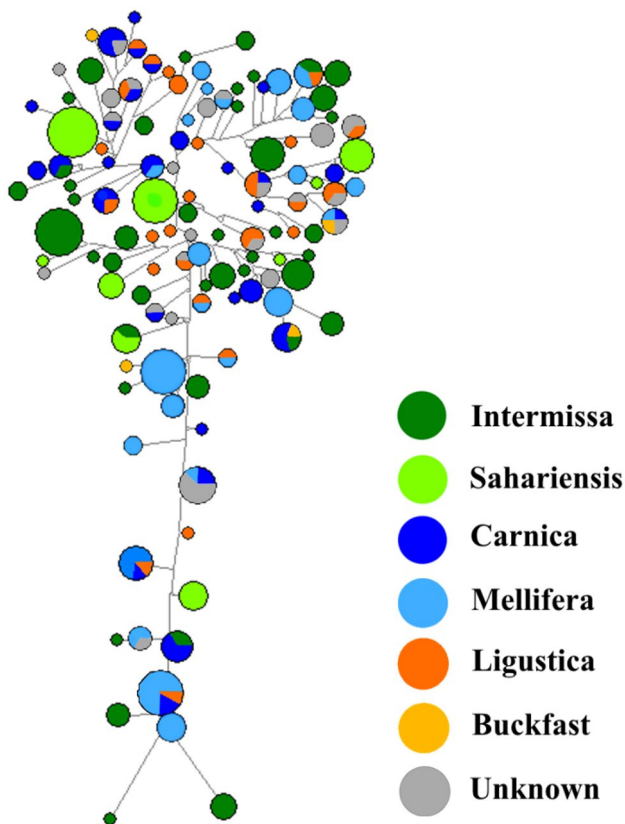 Intermissa
Sahariensis
Carnica
Mellifera
Ligustica
Buckfast
Unknown